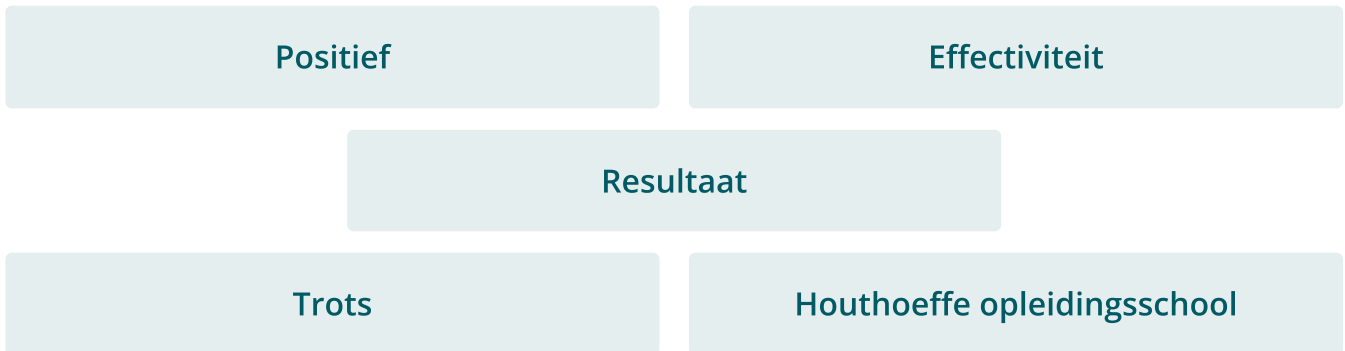 Positief
Effectiviteit
Resultaat
Trots
Houthoeffe opleidingsschool